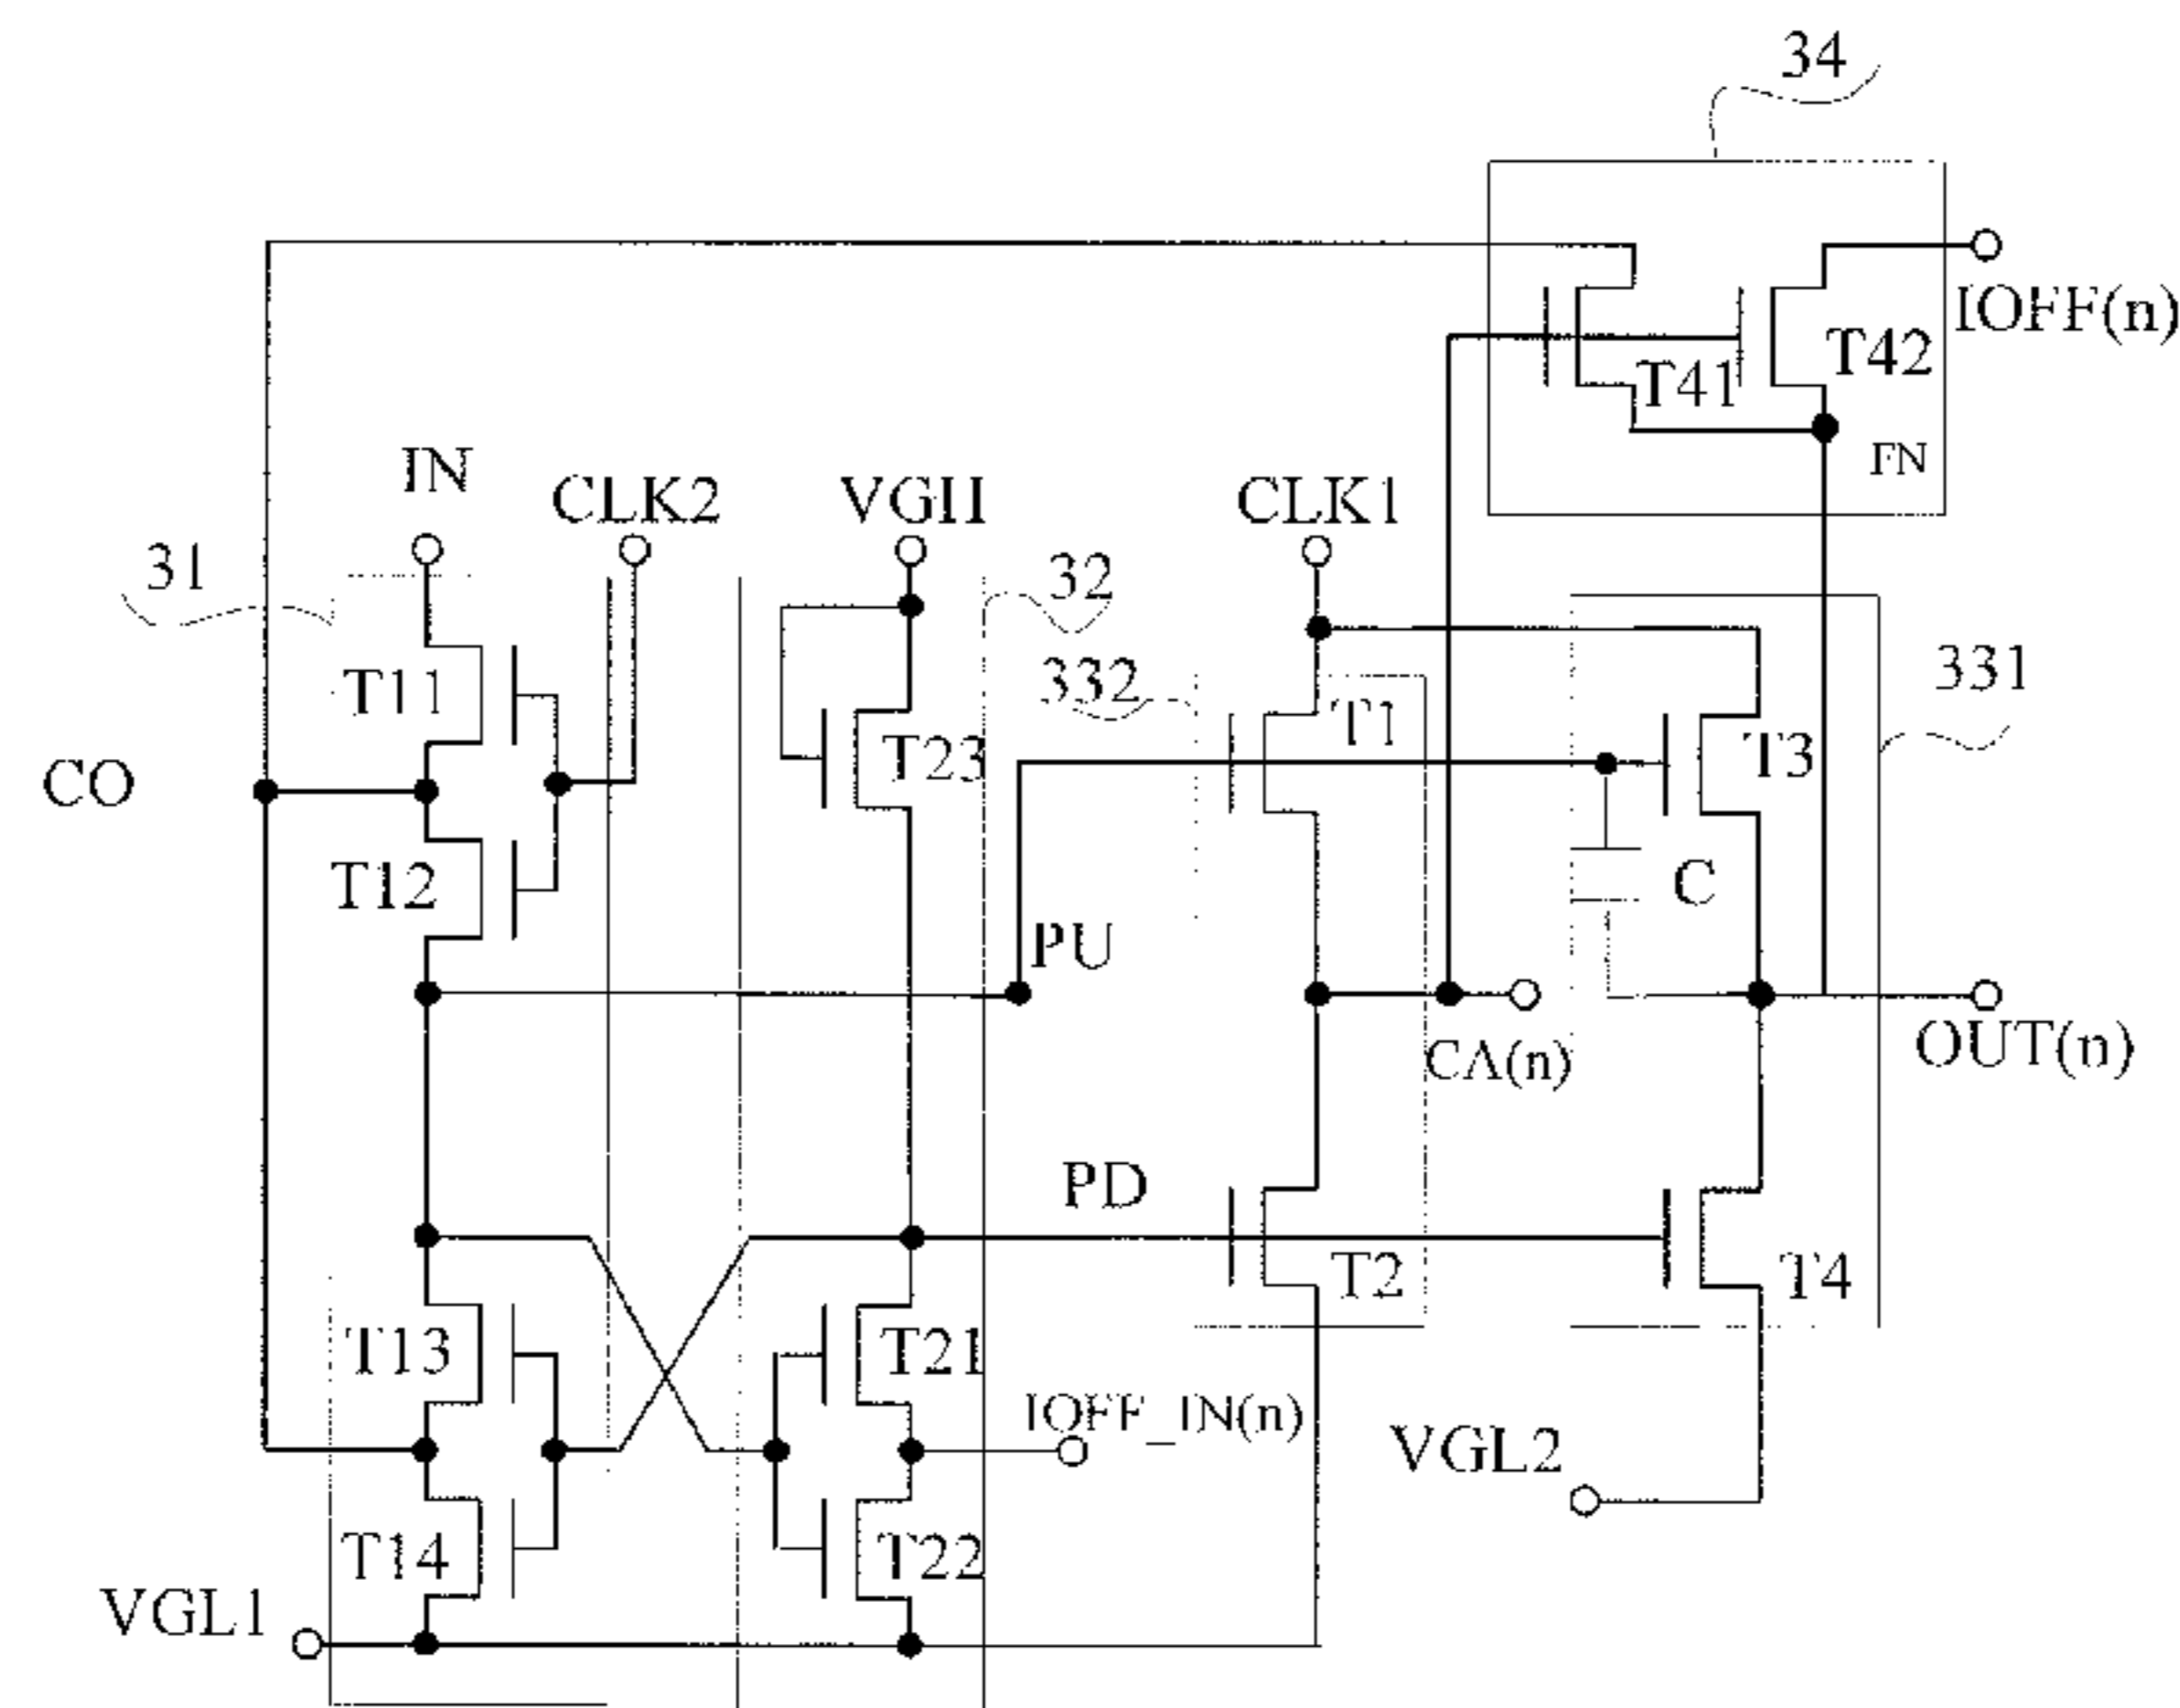 34
IOFF(n)
T41
T42
FN
IN
CLK2
VGH
CLK1
31
32
T11
332
T1
331
T23
T3
CO
T12
C
PU
CA(n)
OUT(n)
PD
T2
T4
T13
T21
IOFF_IN(n)
VGL2
T14
T22
VGL1